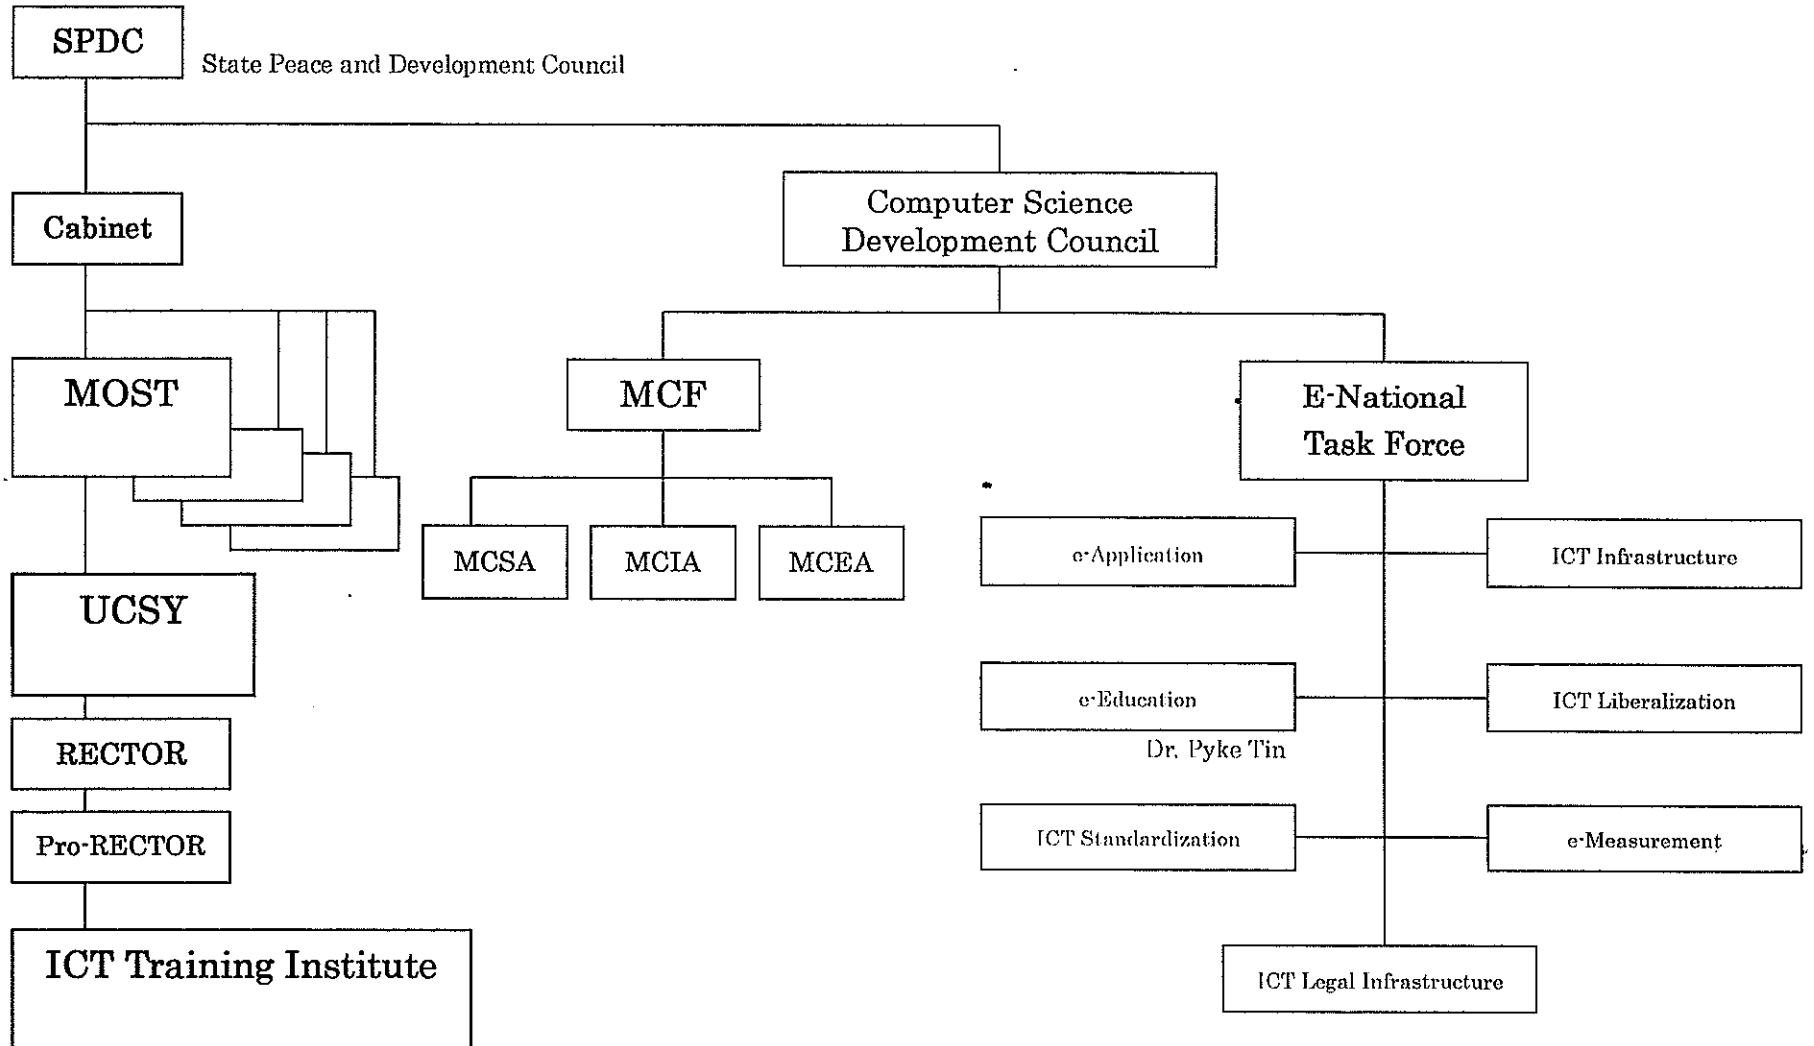 SPDC
State Peace and Development Council
Cabinet
Computer Science
Development Council
MOST
MCF
E-National
Task Force
MCSA
MCIA
MCEA
e-Application
ICT Infrastructure
UCSY
e-Education
ICT Liberalization
Dr. Pyke Tin
RECTOR
Pro-RECTOR
ICT Standardization
e-Measurement
ICT Training Institute
ICT Legal Infrastructure